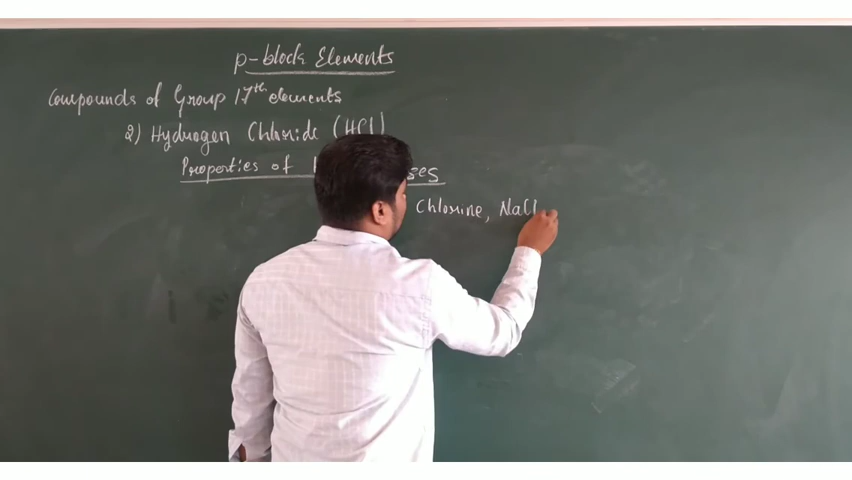 p-block Elements
Compounds of Group 17th elements
2) Hydrogen Chloride (HCl)
Properties of
Chlorine, NaCl